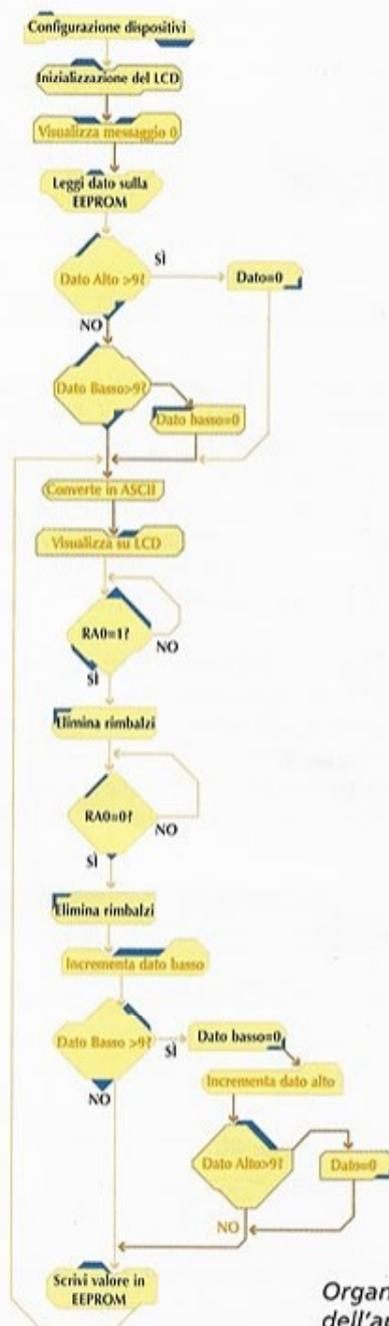 Configurazione dispositivi
Inizializzazione del LCD
Visualizza messaggio 0
Leggi dato sulla
EEPROM
Dato Alto >9?
SÌ
Dato=0
NO
Dato Basso>9?
Dato basso=0
Converte in ASCII
Visualizza su LCD
RA0=1?
NO
SÌ
Elimina rimbalzi
RA0=0?
NO
SÌ
Elimina rimbalzi
Incrementa dato basso
Dato Basso >9?
SÌ
Dato basso=0
NO
Incrementa dato alto
Dato Alto>9?
Dato=0
NO
Scrivi valore in
EEPROM
Organ
dell'ap